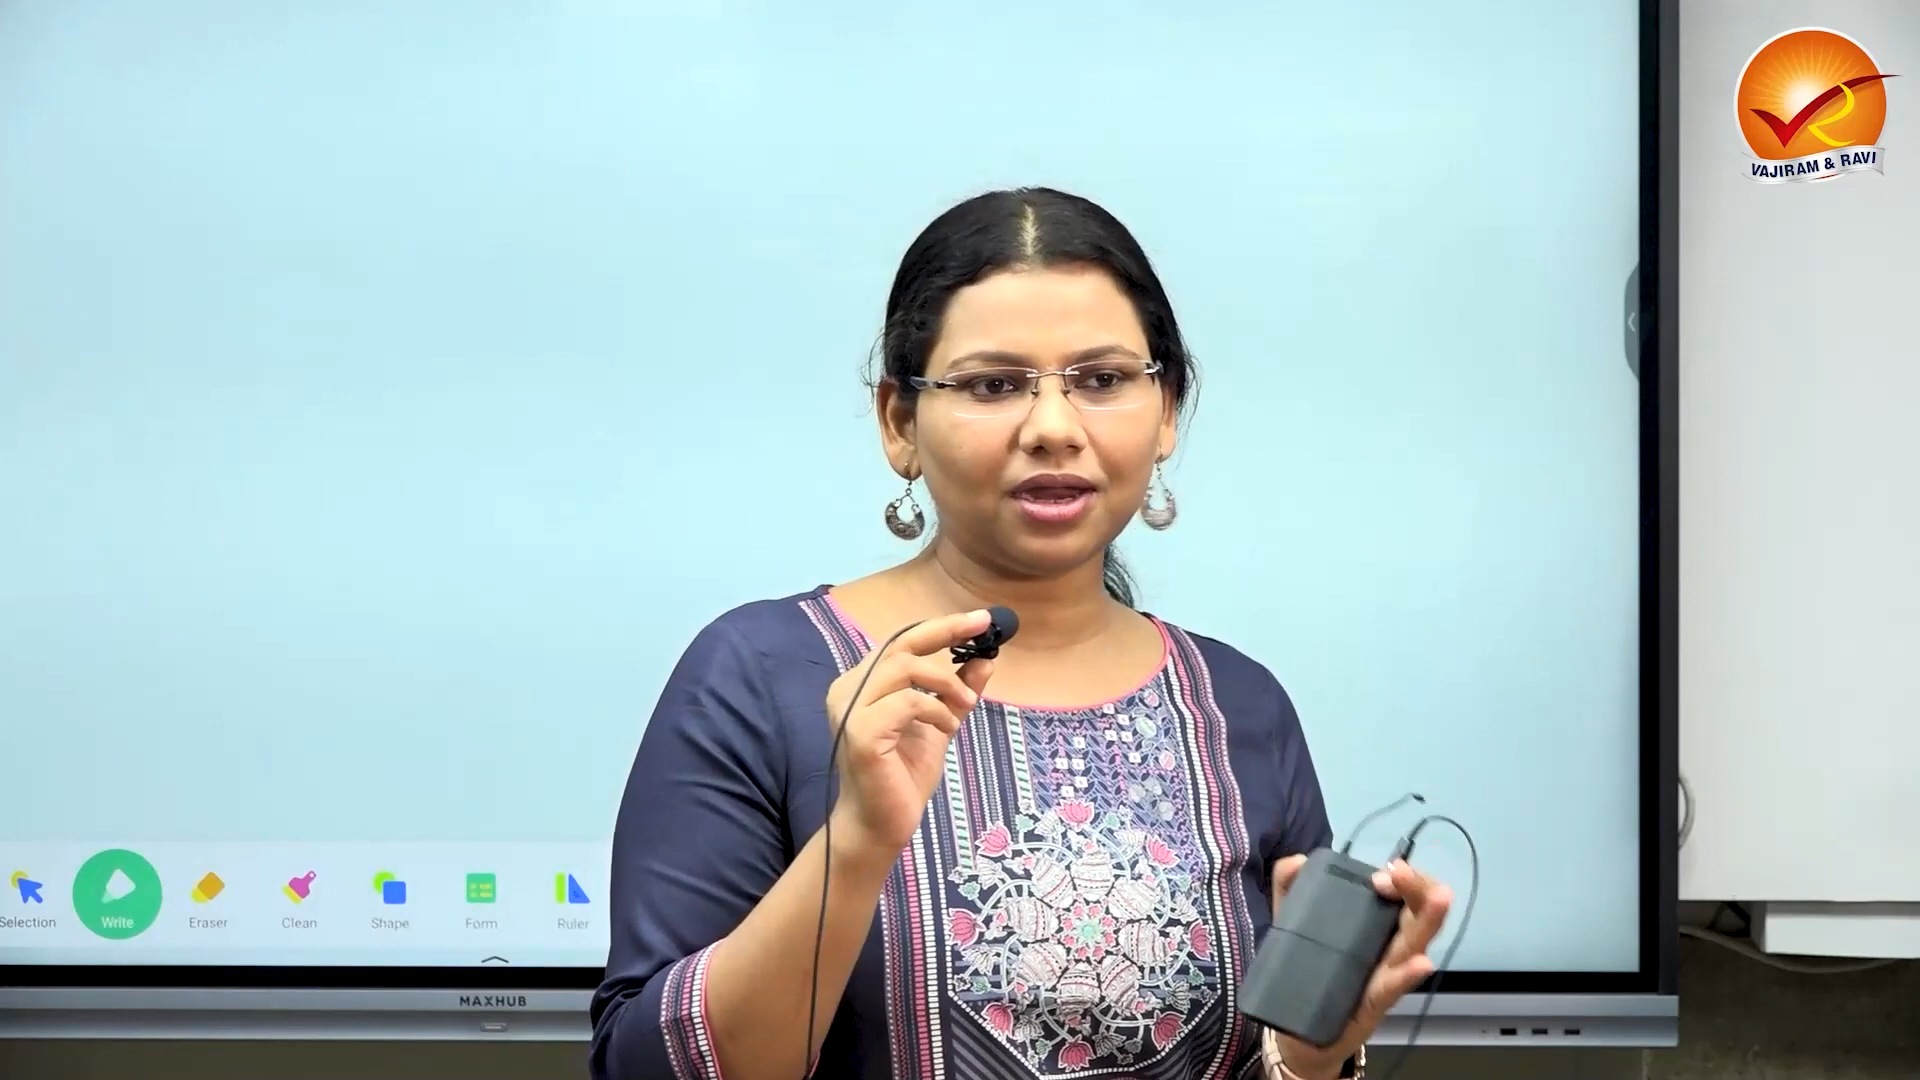 VAJIRAM & RAVI
Selection
Write
Eraser
Clean
Shape
Form
Ruler
MAXHUB